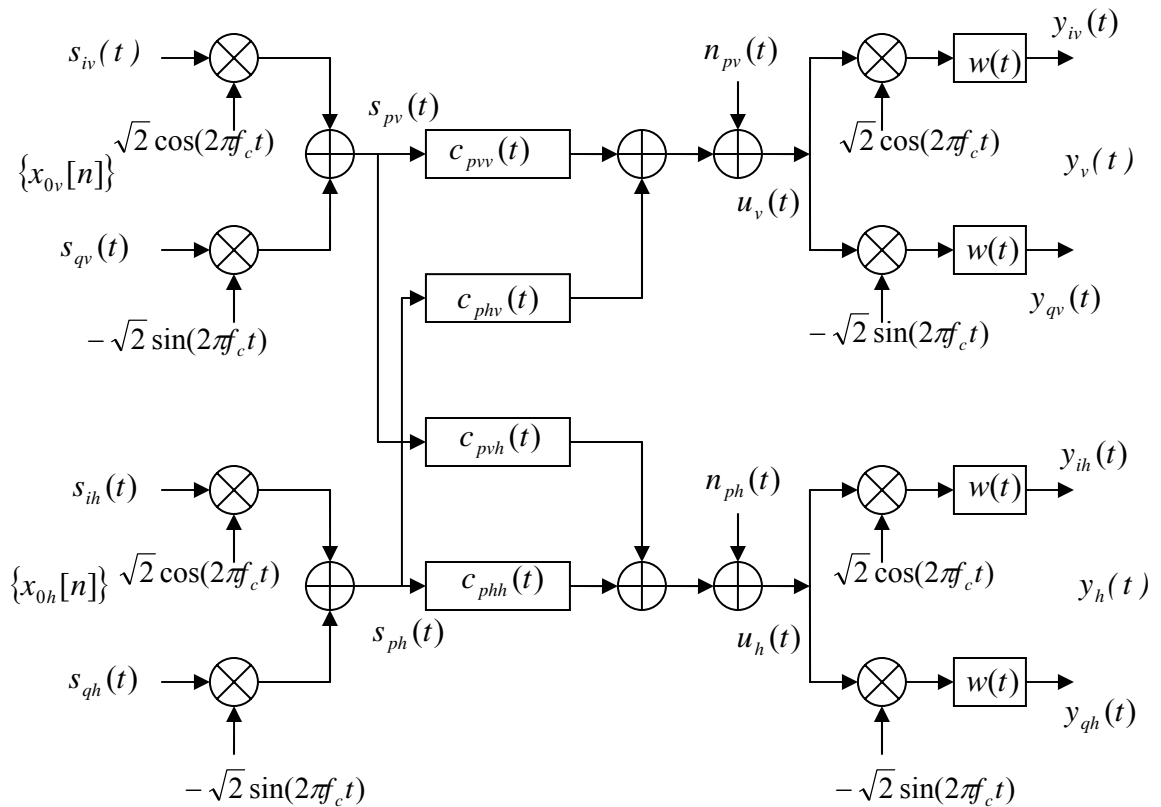 s_{iv}(t)
√2 cos(2πf_c t)
{x_{0v}[n]}
s_{qv}(t)
−√2 sin(2πf_c t)
s_{pv}(t)
c_{pvv}(t)
c_{phv}(t)
n_{pv}(t)
u_v(t)
√2 cos(2πf_c t)
−√2 sin(2πf_c t)
w(t)
w(t)
y_{iv}(t)
y_v(t)
y_{qv}(t)
s_{ih}(t)
√2 cos(2πf_c t)
{x_{0h}[n]}
s_{qh}(t)
−√2 sin(2πf_c t)
s_{ph}(t)
c_{pvh}(t)
c_{phh}(t)
n_{ph}(t)
u_h(t)
√2 cos(2πf_c t)
−√2 sin(2πf_c t)
w(t)
w(t)
y_{ih}(t)
y_h(t)
y_{qh}(t)